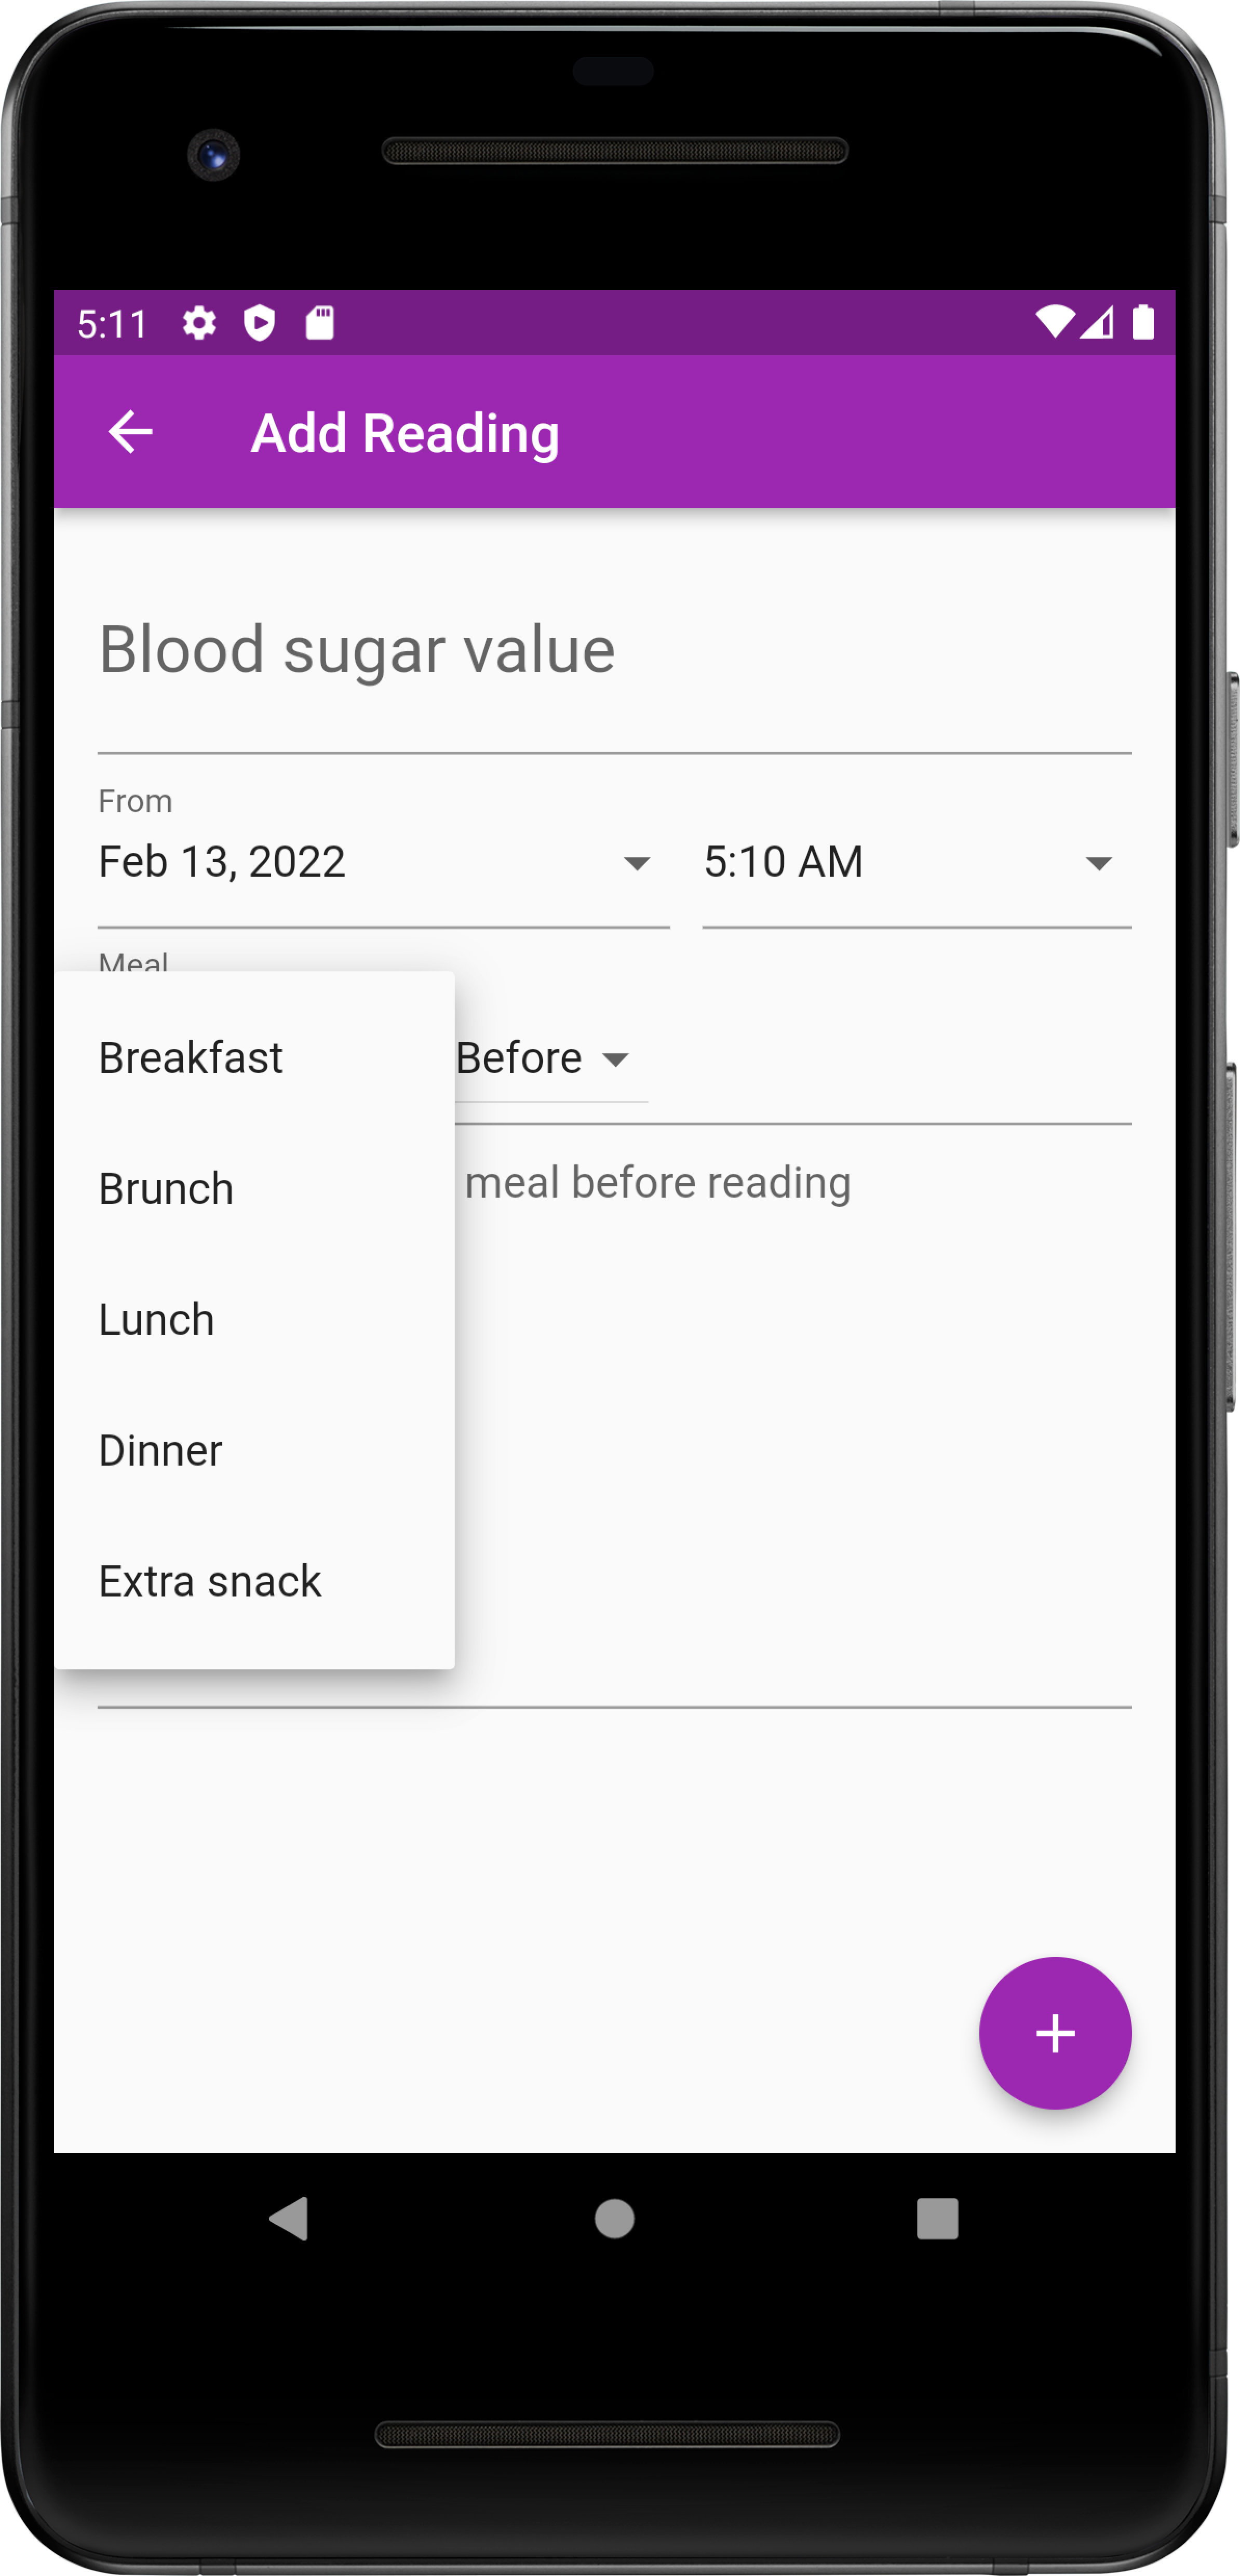 5:11
Add Reading
Blood sugar value
From
Feb 13, 2022 5:10 AM
Meal
Breakfast Before
Brunch meal before reading
Lunch
Dinner
Extra snack